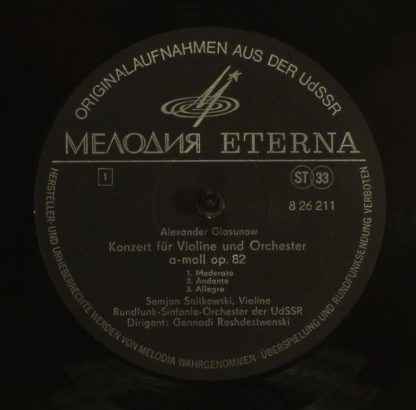 ORIGINALAUFNAHMEN AUS DER UdSSR
МЕЛОДИЯ ETERNA
1
ST 33
8 26 211
Alexander Glasunow
Konzert für Violine und Orchester
a-moll op. 82
1. Moderato
2. Andante
3. Allegro
Semjon Snitkowski, Violine
Rundfunk-Sinfonie-Orchester der UdSSR
Dirigent: Gennadi Roshdestwenski
HERSTELLER- UND URHEBERRECHTE WERDEN VON MELODIA WAHRGENOMMEN · ÜBERSPIELUNG UND RUNDFUNKSENDUNG VERBOTEN